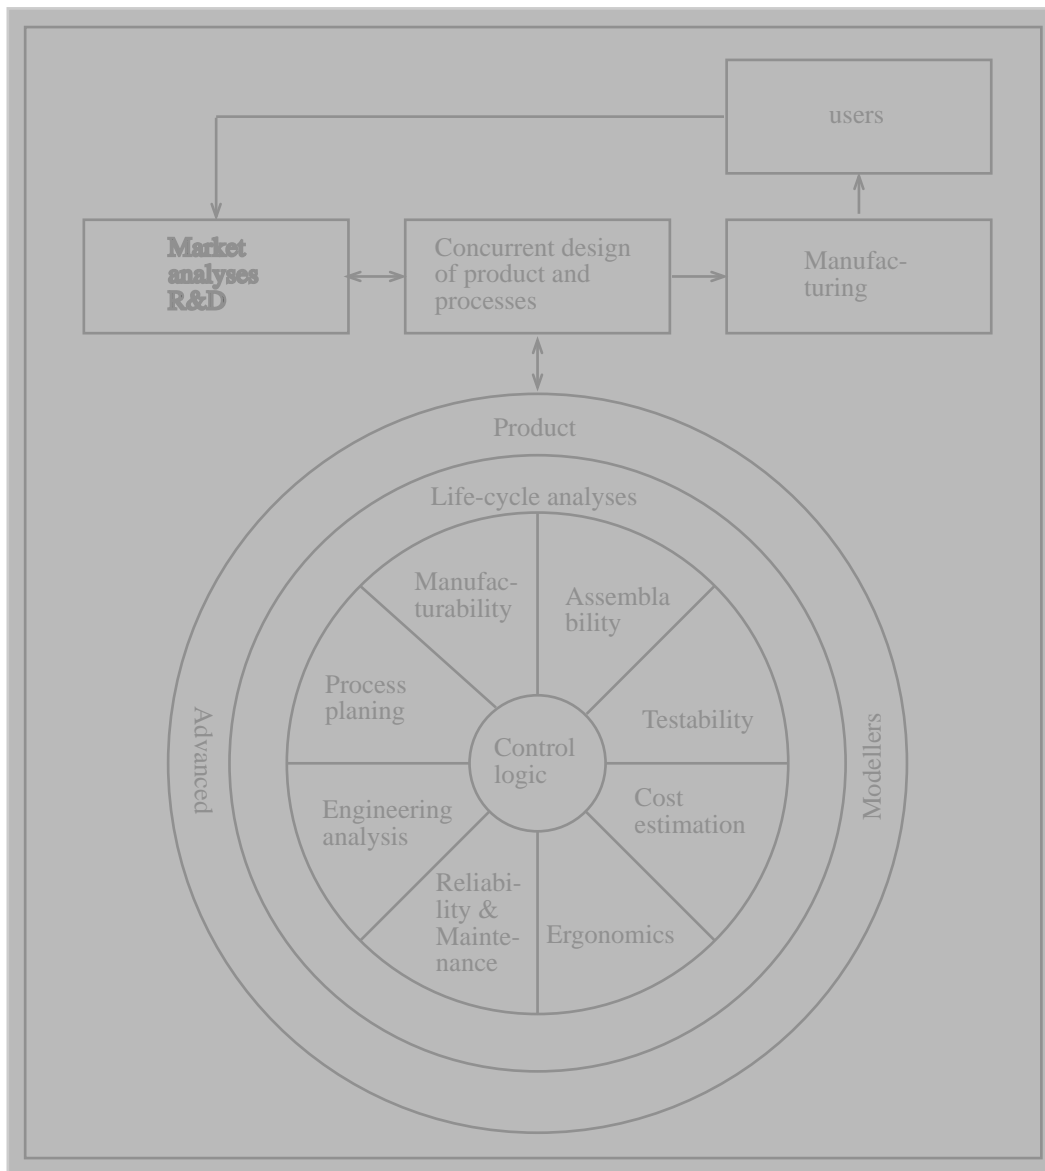 users
Market
analyses
R&D
Concurrent design
of product and
processes
Manufac-
turing
Product
Life-cycle analyses
Manufac-
turability
Assembla
bility
Process
planing
Testability
Advanced
Control
logic
Modellers
Engineering
analysis
Cost
estimation
Reliabi-
lity &
Mainte-
nance
Ergonomics